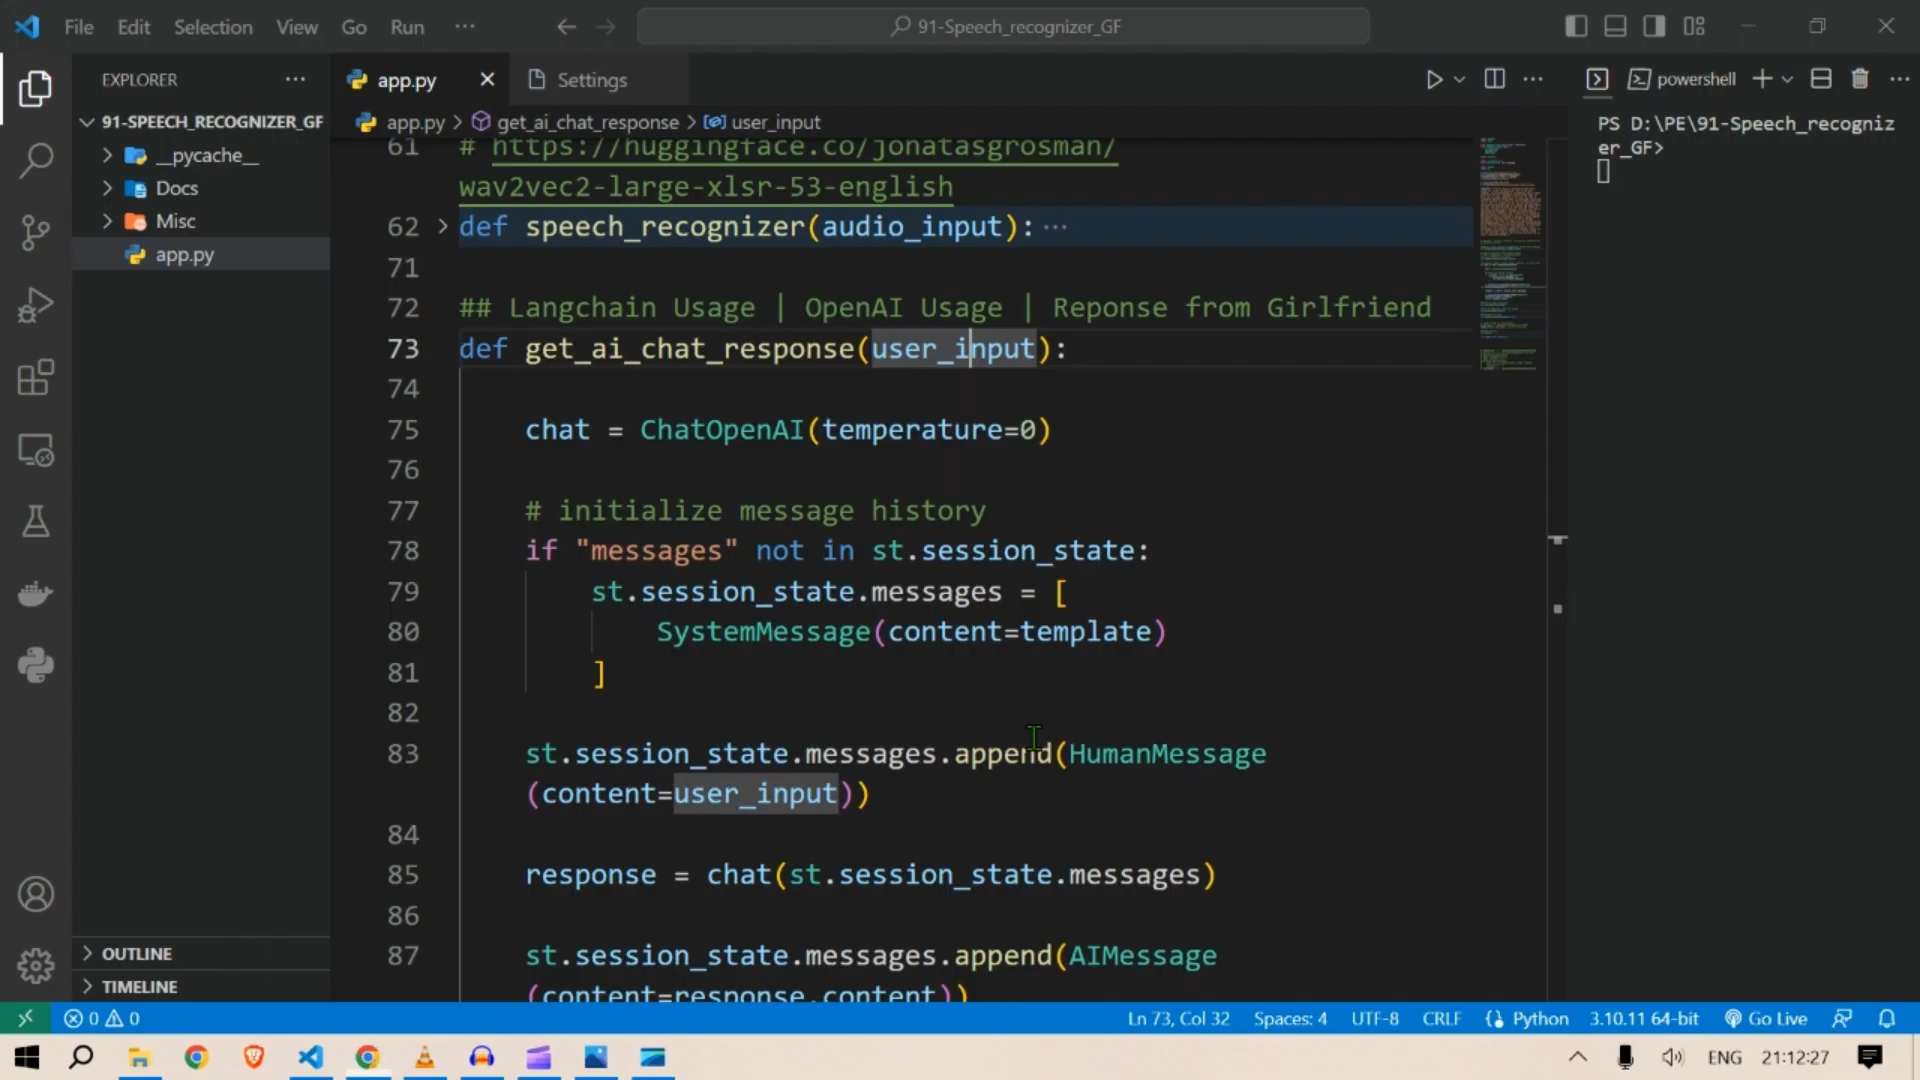 File Edit Selection View Go Run ··· 91-Speech_recognizer_GF
EXPLORER ···
91-SPEECH_RECOGNIZER_GF
__pycache__
Docs
Misc
app.py
OUTLINE
TIMELINE
app.py Settings
app.py > get_ai_chat_response > user_input
61 # https://huggingface.co/jonatasgrosman/
wav2vec2-large-xlsr-53-english
62 def speech_recognizer(audio_input):···
71
72 ## Langchain Usage | OpenAI Usage | Reponse from Girlfriend
73 def get_ai_chat_response(user_input):
74
75 chat = ChatOpenAI(temperature=0)
76
77 # initialize message history
78 if "messages" not in st.session_state:
79 st.session_state.messages = [
80 SystemMessage(content=template)
81 ]
82
83 st.session_state.messages.append(HumanMessage
(content=user_input))
84
85 response = chat(st.session_state.messages)
86
87 st.session_state.messages.append(AIMessage
(content=response.content))
powershell
PS D:\PE\91-Speech_recogniz
er_GF>
0 0 Ln 73, Col 32 Spaces: 4 UTF-8 CRLF Python 3.10.11 64-bit Go Live
ENG 21:12:27